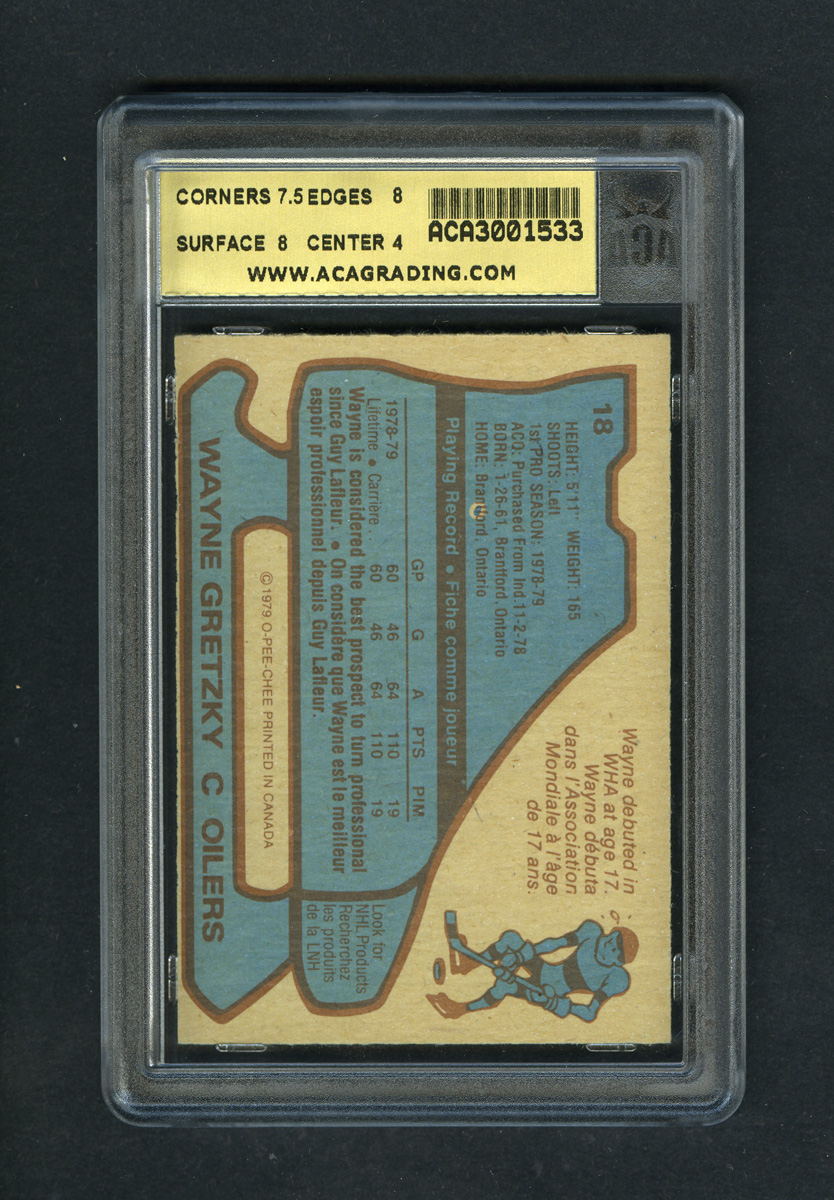 CORNERS 7.5 EDGES 8
SURFACE 8 CENTER 4
ACA3001533
WWW.ACAGRADING.COM
18
HEIGHT: 5'11" WEIGHT: 165
SHOOTS: Left
1st PRO SEASON: 1978-79
ACQ: Purchased From Ind: 11-2-78
BORN: 1-26-61, Brantford, Ontario
HOME: Brantford, Ontario
Wayne debuted in
WHA at age 17.
Wayne débuta
dans l'Association
Mondiale à l'âge
de 17 ans.
Playing Record • Fiche comme joueur
GP G A PTS PIM
1978-79 60 46 64 110 19
Lifetime • Carrière... 60 46 64 110 19
Wayne is considered the best prospect to turn professional
since Guy Lafleur. • On considère que Wayne est le meilleur
espoir professionnel depuis Guy Lafleur.
Look for
NHL Products
Recherchez
les produits
de la LNH
© 1979 O-PEE-CHEE PRINTED IN CANADA
WAYNE GRETZKY C OILERS